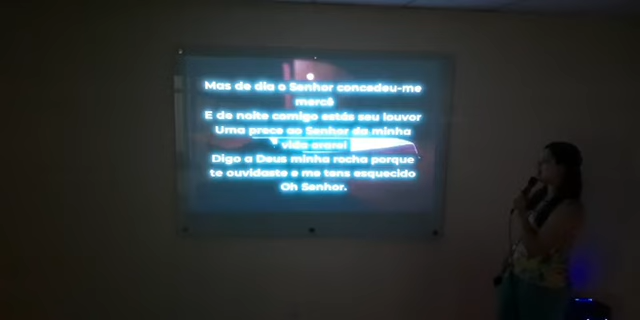 Mas de dia o Senhor concedeu-me
mercê
E de noite comigo estás seu louvor
Uma prece ao Senhor da minha
vida orarei
Digo a Deus minha rocha porque
te ouvidaste e me tens esquecido
Oh Senhor.